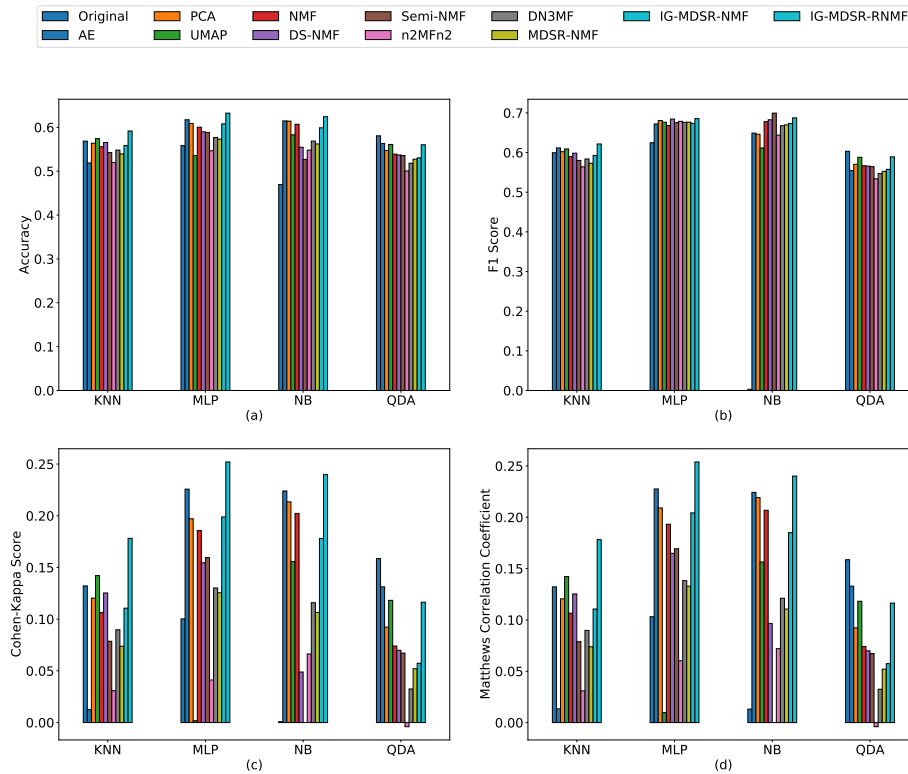 Original PCA NMF Semi-NMF DN3MF IG-MDSR-NMF IG-MDSR-RNMF
AE UMAP DS-NMF n2MFn2 MDSR-NMF
Accuracy
0.6
0.5
0.4
0.3
0.2
0.1
0.0
KNN MLP NB QDA
(a)
F1 Score
0.7
0.6
0.5
0.4
0.3
0.2
0.1
0.0
KNN MLP NB QDA
(b)
Cohen-Kappa Score
0.25
0.20
0.15
0.10
0.05
0.00
KNN MLP NB QDA
(c)
Matthews Correlation Coefficient
0.25
0.20
0.15
0.10
0.05
0.00
KNN MLP NB QDA
(d)